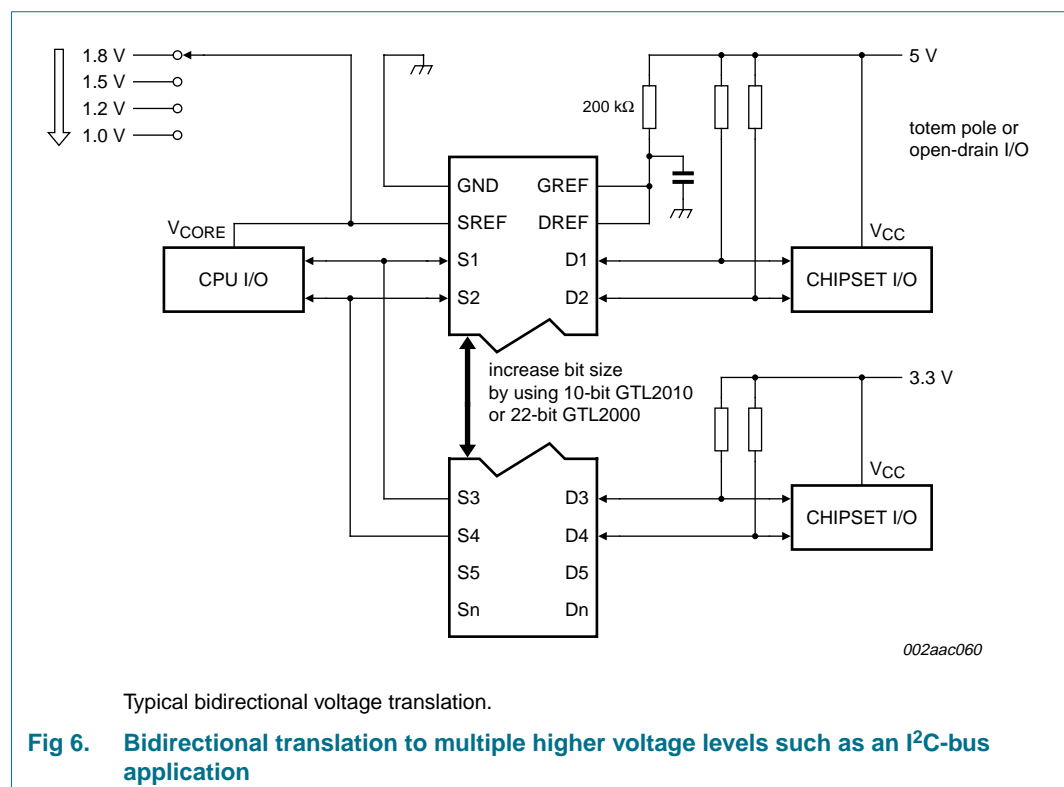 1.8 V
1.5 V
1.2 V
1.0 V
5 V
200 kΩ
totem pole or
open-drain I/O
GND GREF
SREF DREF
VCORE
VCC
CPU I/O
S1 D1
CHIPSET I/O
S2 D2
increase bit size
by using 10-bit GTL2010
or 22-bit GTL2000
3.3 V
VCC
S3 D3
CHIPSET I/O
S4 D4
S5 D5
Sn Dn
002aac060
Typical bidirectional voltage translation.
Fig 6. Bidirectional translation to multiple higher voltage levels such as an I²C-bus
application